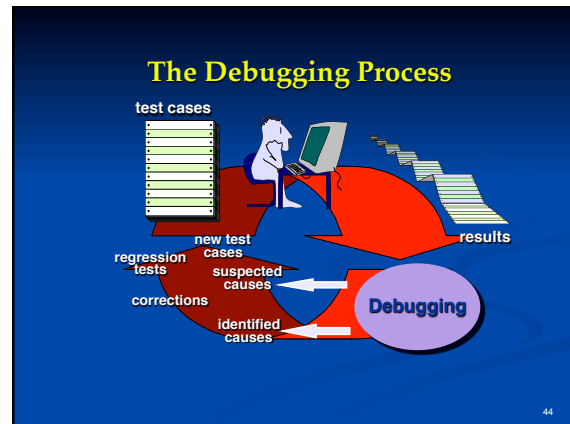 The Debugging Process
test cases
results
new test
cases
regression
tests
suspected
causes
corrections
Debugging
identified
causes
44